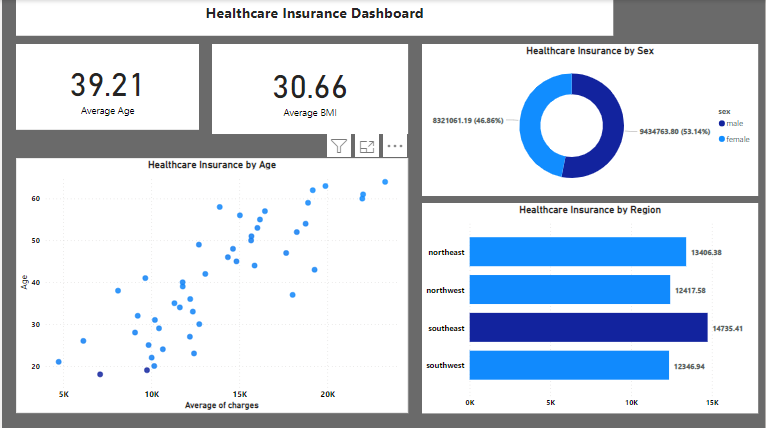 Healthcare Insurance Dashboard
39.21
Average Age
30.66
Average BMI
Healthcare Insurance by Sex
8321061.19 (46.86%)
9434763.80 (53.14%)
sex
male
female
Healthcare Insurance by Age
Age
60
50
40
30
20
5K 10K 15K 20K
Average of charges
Healthcare Insurance by Region
northeast 13406.38
northwest 12417.58
southeast 14735.41
southwest 12346.94
0K 5K 10K 15K